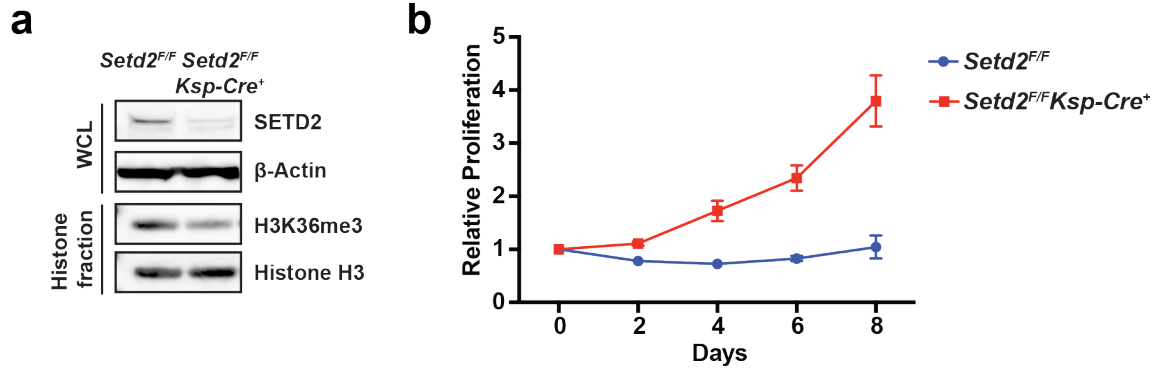 a
Setd2F/F Setd2F/F
Ksp-Cre+
WCL
SETD2
β-Actin
Histone
fraction
H3K36me3
Histone H3
b
Relative Proliferation
5
4
3
2
1
0
0 2 4 6 8
Days
Setd2F/F
Setd2F/FKsp-Cre+